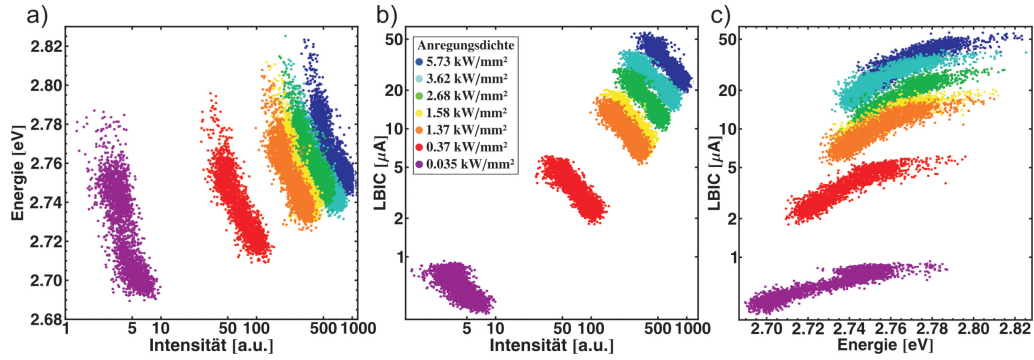 a)
Energie [eV]
2.82
2.80
2.78
2.76
2.74
2.72
2.70
2.68
1 5 10 50 100 500 1000
Intensität [a.u.]
b)
LBIC [µA]
50
20
10
5
2
1
5 10 50 100 500 1000
Intensität [a.u.]
Anregungsdichte
5.73 kW/mm²
3.62 kW/mm²
2.68 kW/mm²
1.58 kW/mm²
1.37 kW/mm²
0.37 kW/mm²
0.035 kW/mm²
c)
LBIC [µA]
50
20
10
5
2
1
2.70 2.72 2.74 2.76 2.78 2.80 2.82
Energie [eV]